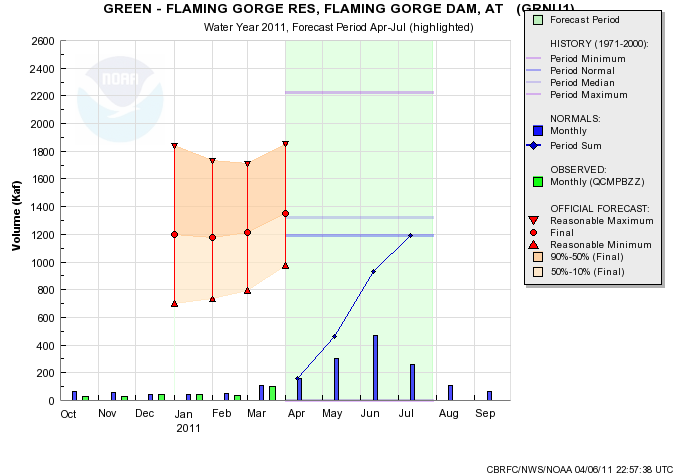 GREEN - FLAMING GORGE RES, FLAMING GORGE DAM, AT (GRNU1)
Water Year 2011, Forecast Period Apr-Jul (highlighted)
Forecast Period
HISTORY (1971-2000):
Period Minimum
Period Normal
Period Median
Period Maximum
NORMALS:
Monthly
Period Sum
OBSERVED:
Monthly (QCMPBZZ)
OFFICIAL FORECAST:
Reasonable Maximum
Final
Reasonable Minimum
90%-50% (Final)
50%-10% (Final)
NOAA
Volume (Kaf)
2600
2400
2200
2000
1800
1600
1400
1200
1000
800
600
400
200
0
Oct Nov Dec Jan Feb Mar Apr May Jun Jul Aug Sep
2011
CBRFC/NWS/NOAA 04/06/11 22:57:38 UTC